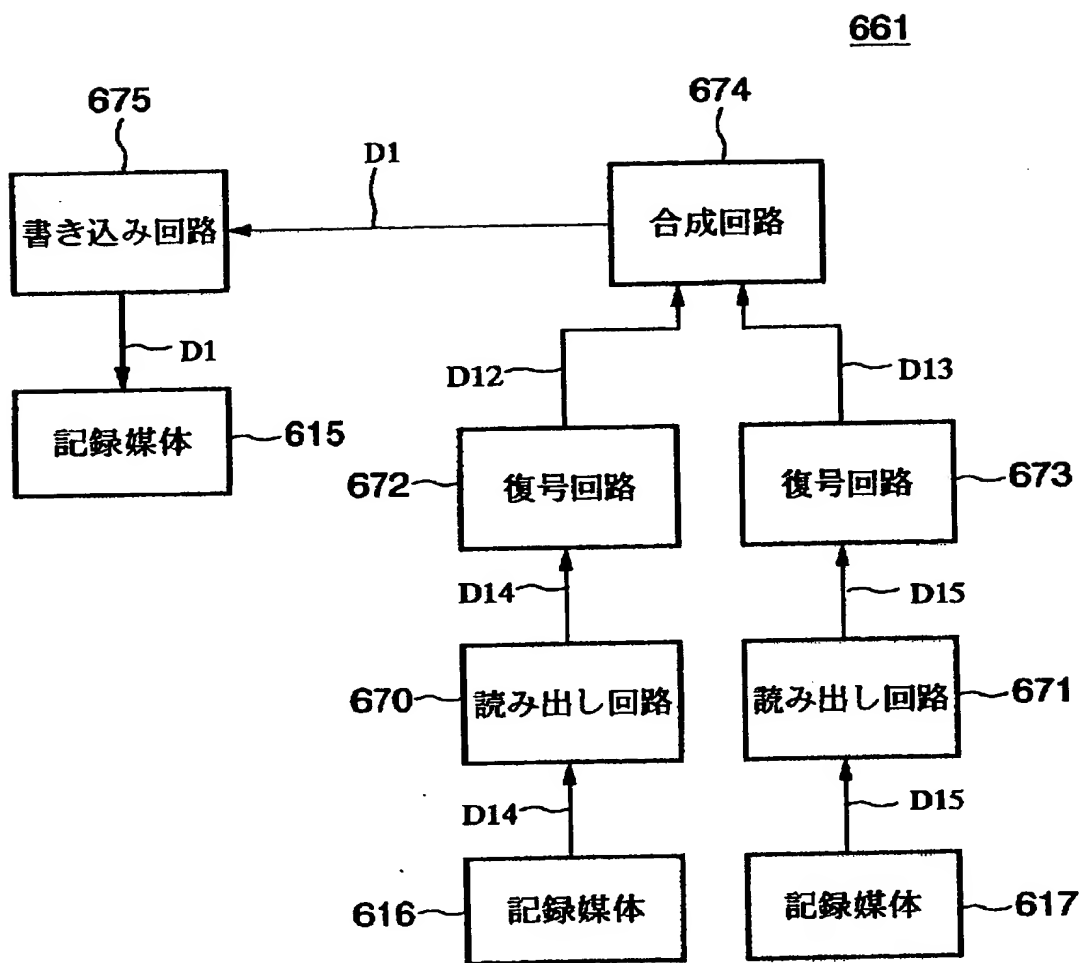 661
675
674
D1
書き込み回路
合成回路
D1
D12
D13
記録媒体
615
672
復号回路
復号回路
673
D14
D15
670
読み出し回路
読み出し回路
671
D14
D15
616
記録媒体
記録媒体
617